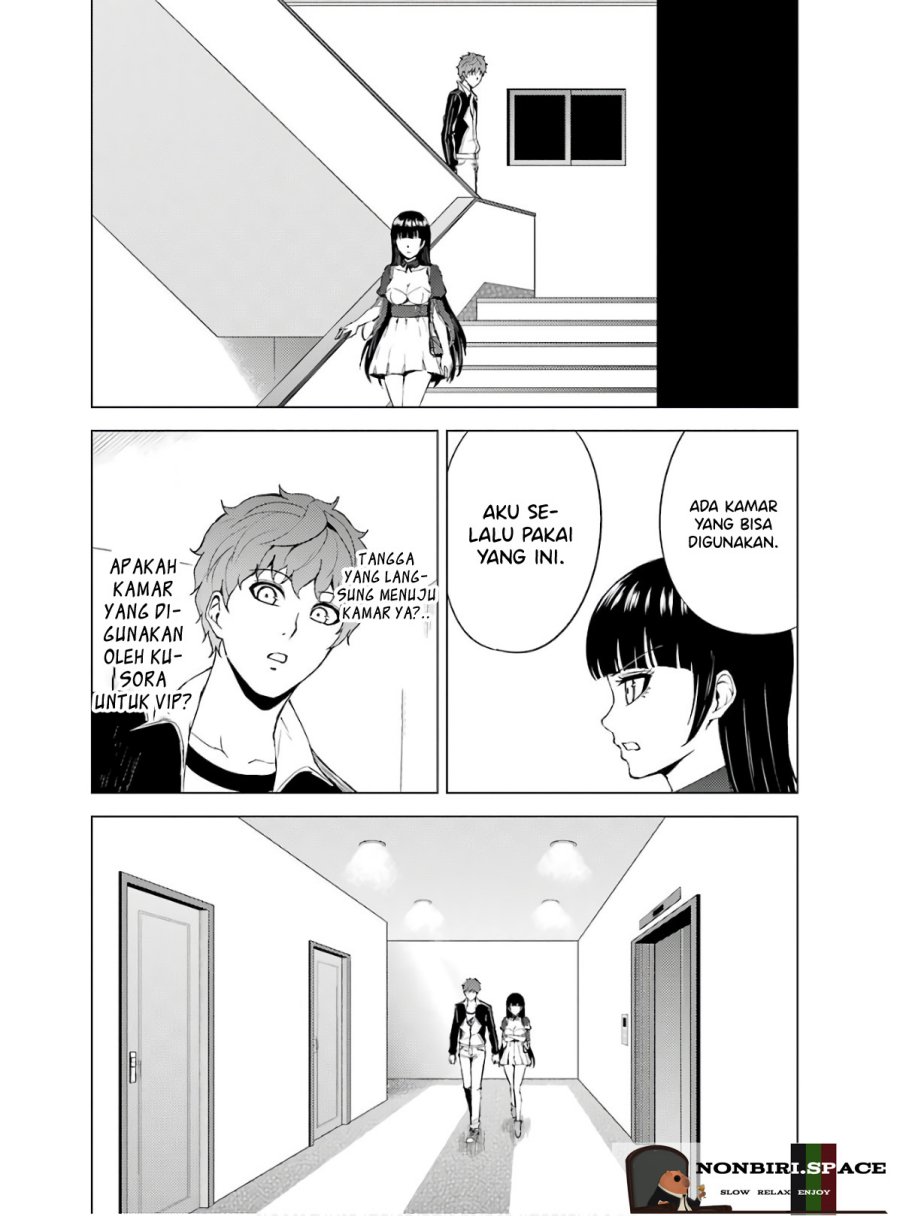 ADA KAMAR
YANG BISA
DIGUNAKAN.
AKU SE-
LALU PAKAI
YANG INI.
TANGGA
YANG LANG-
SUNG MENUJU
KAMAR YA?..
APAKAH
KAMAR
YANG DI-
GUNAKAN
OLEH KU-
SORA
UNTUK VIP?
NONBIRI.SPACE
SLOW RELAX ENJOY